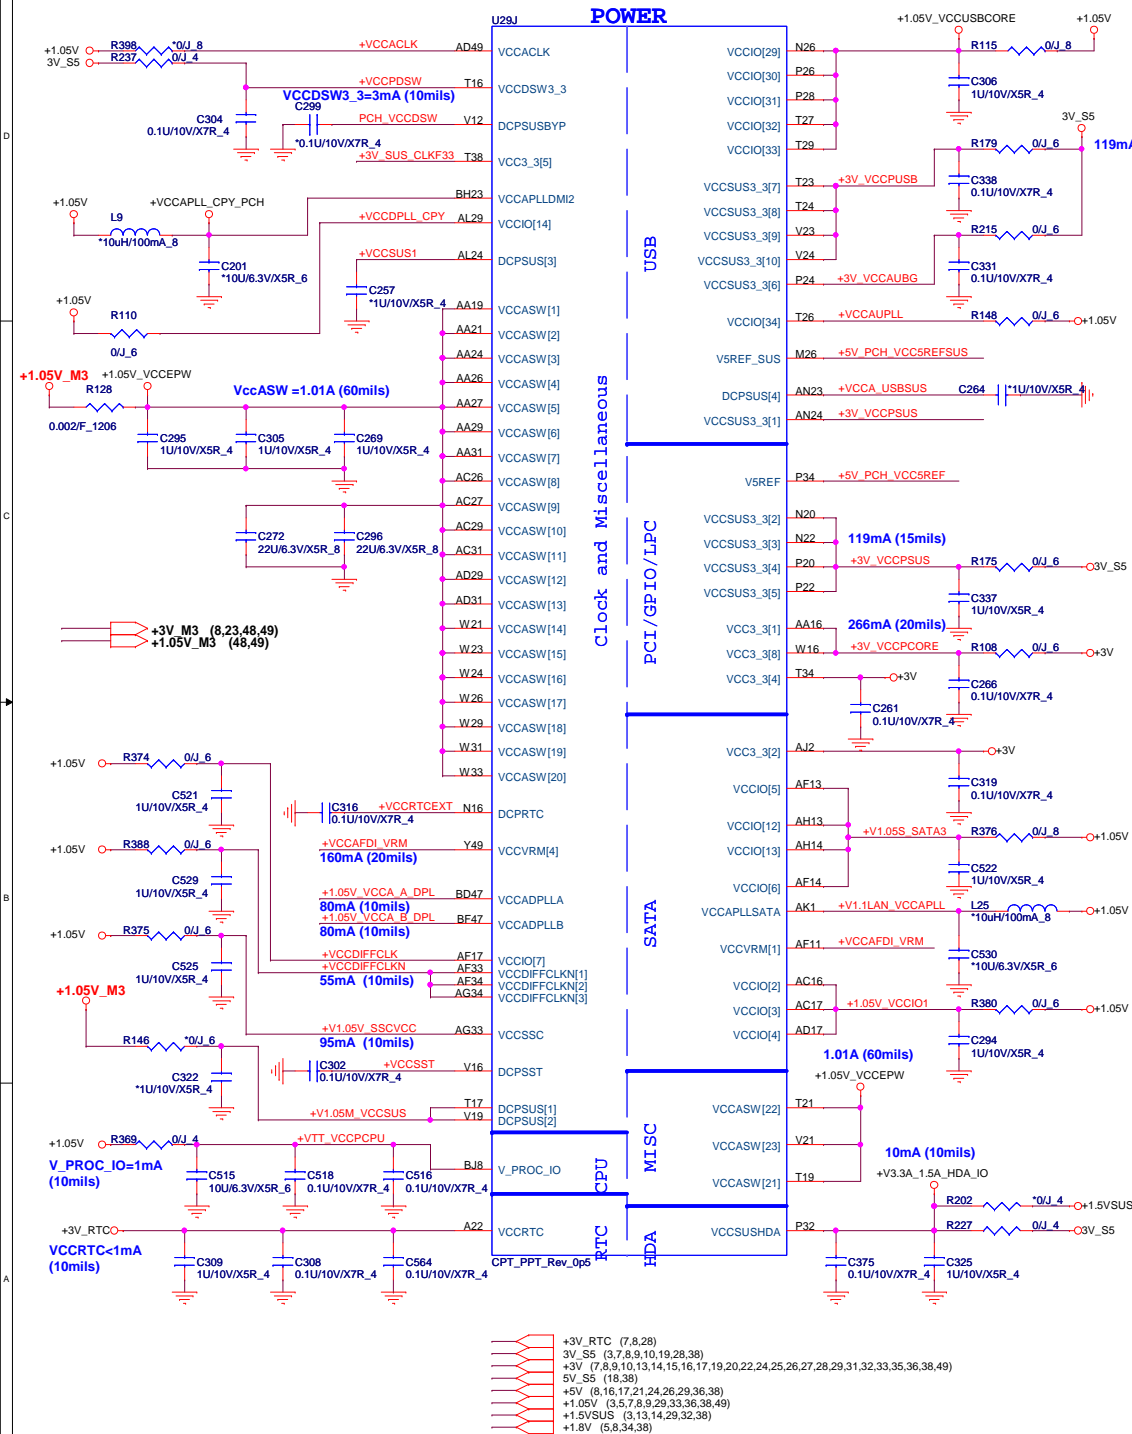 POWER
U29J
Clock and Miscellaneous
USB
PCI/GPIO/LPC
SATA
MISC
CPU
RTC
HDA
CPT_PPT_Rev_0p5
D
C
B
A
+1.05V R398 *0/J_8 +VCCACLK AD49 VCCACLK
3V_S5 R237 0/J_4
+VCCPDSW T16 VCCDSW3_3
VCCDSW3_3=3mA (10mils)
C304
0.1U/10V/X7R_4
C299 PCH_VCCDSW V12 DCPSUSBYP
*0.1U/10V/X7R_4
+3V_SUS_CLKF33 T38 VCC3_3[5]
BH23 VCCAPLLDMI2
+1.05V +VCCAPLL_CPY_PCH
L9
*10uH/100mA_8
+VCCDPLL_CPY AL29 VCCIO[14]
C201
*10U/6.3V/X5R_6
+VCCSUS1 AL24 DCPSUS[3]
C257
*1U/10V/X5R_4
+1.05V
R110
0/J_6
AA19 VCCASW[1]
AA21 VCCASW[2]
AA24 VCCASW[3]
AA26 VCCASW[4]
AA27 VCCASW[5]
AA29 VCCASW[6]
AA31 VCCASW[7]
AC26 VCCASW[8]
AC27 VCCASW[9]
AC29 VCCASW[10]
AC31 VCCASW[11]
AD29 VCCASW[12]
AD31 VCCASW[13]
W21 VCCASW[14]
W23 VCCASW[15]
W24 VCCASW[16]
W26 VCCASW[17]
W29 VCCASW[18]
W31 VCCASW[19]
W33 VCCASW[20]
+1.05V_M3 +1.05V_VCCEPW
R128
0.002/F_1206
VccASW =1.01A (60mils)
C295
1U/10V/X5R_4
C305
1U/10V/X5R_4
C269
1U/10V/X5R_4
C272
22U/6.3V/X5R_8
C296
22U/6.3V/X5R_8
+3V_M3 (8,23,48,49)
+1.05V_M3 (48,49)
+1.05V R374 0/J_6
C521
1U/10V/X5R_4
C316 +VCCRTCEXT N16 DCPRTC
0.1U/10V/X7R_4
+1.05V R388 0/J_6
+VCCAFDI_VRM Y49 VCCVRM[4]
160mA (20mils)
C529
1U/10V/X5R_4
+1.05V_VCCA_A_DPL BD47 VCCADPLLA
80mA (10mils)
+1.05V_VCCA_B_DPL BF47 VCCADPLLB
80mA (10mils)
+1.05V R375 0/J_6
C525
1U/10V/X5R_4
+VCCDIFFCLK AF17 VCCIO[7]
+VCCDIFFCLKN AF33 VCCDIFFCLKN[1]
55mA (10mils)
AF34 VCCDIFFCLKN[2]
AG34 VCCDIFFCLKN[3]
+1.05V_M3
+V1.05V_SSCVCC AG33 VCCSSC
95mA (10mils)
R146 *0/J_6
C322
*1U/10V/X5R_4
C302 +VCCSST V16 DCPSST
0.1U/10V/X7R_4
T17 DCPSUS[1]
+V1.05M_VCCSUS V19 DCPSUS[2]
+1.05V R369 0/J_4 +VTT_VCCPCPU
V_PROC_IO=1mA
(10mils)
BJ8 V_PROC_IO
C515
10U/6.3V/X5R_6
C518
0.1U/10V/X7R_4
C516
0.1U/10V/X7R_4
+3V_RTC A22 VCCRTC
VCCRTC<1mA
(10mils)
C309
1U/10V/X5R_4
C308
0.1U/10V/X7R_4
C564
0.1U/10V/X7R_4
+1.05V_VCCUSBCORE +1.05V
VCCIO[29] N26 R115 0/J_8
VCCIO[30] P26
VCCIO[31] P28
VCCIO[32] T27
VCCIO[33] T29
C306
1U/10V/X5R_4
3V_S5
R179 0/J_6 119mA
VCCSUS3_3[7] T23 +3V_VCCPUSB
VCCSUS3_3[8] T24
VCCSUS3_3[9] V23
VCCSUS3_3[10] V24
C338
0.1U/10V/X7R_4
R215 0/J_6
VCCSUS3_3[6] P24 +3V_VCCAUBG
C331
0.1U/10V/X7R_4
VCCIO[34] T26 +VCCAUPLL R148 0/J_6 +1.05V
V5REF_SUS M26 +5V_PCH_VCC5REFSUS
DCPSUS[4] AN23 +VCCA_USBSUS C264 *1U/10V/X5R_4
VCCSUS3_3[1] AN24 +3V_VCCPSUS
V5REF P34 +5V_PCH_VCC5REF
VCCSUS3_3[2] N20
VCCSUS3_3[3] N22
119mA (15mils)
VCCSUS3_3[4] P20 +3V_VCCPSUS R175 0/J_6 3V_S5
VCCSUS3_3[5] P22
C337
1U/10V/X5R_4
VCC3_3[1] AA16 266mA (20mils)
VCC3_3[8] W16 +3V_VCCPCORE R108 0/J_6 +3V
VCC3_3[4] T34 +3V
C266
0.1U/10V/X7R_4
C261
0.1U/10V/X7R_4
VCC3_3[2] AJ2 +3V
C319
0.1U/10V/X7R_4
VCCIO[5] AF13
VCCIO[12] AH13
+V1.05S_SATA3 R376 0/J_8 +1.05V
VCCIO[13] AH14
VCCIO[6] AF14
C522
1U/10V/X5R_4
VCCAPLLSATA AK1 +V1.1LAN_VCCAPLL L25 +1.05V
*10uH/100mA_8
VCCVRM[1] AF11 +VCCAFDI_VRM
C530
*10U/6.3V/X5R_6
VCCIO[2] AC16
VCCIO[3] AC17 +1.05V_VCCIO1 R380 0/J_6 +1.05V
VCCIO[4] AD17
C294
1U/10V/X5R_4
1.01A (60mils)
+1.05V_VCCEPW
VCCASW[22] T21
VCCASW[23] V21
VCCASW[21] T19
10mA (10mils)
+V3.3A_1.5A_HDA_IO
R202 *0/J_4 +1.5VSUS
VCCSUSHDA P32 R227 0/J_4 3V_S5
C375
0.1U/10V/X7R_4
C325
1U/10V/X5R_4
+3V_RTC (7,8,28)
3V_S5 (3,7,8,9,10,19,28,38)
+3V (7,8,9,10,13,14,15,16,17,19,20,22,24,25,26,27,28,29,31,32,33,35,36,38,49)
5V_S5 (18,38)
+5V (8,16,17,21,24,26,29,36,38)
+1.05V (3,5,7,8,9,29,33,36,38,49)
+1.5VSUS (3,13,14,29,32,38)
+1.8V (5,8,34,38)